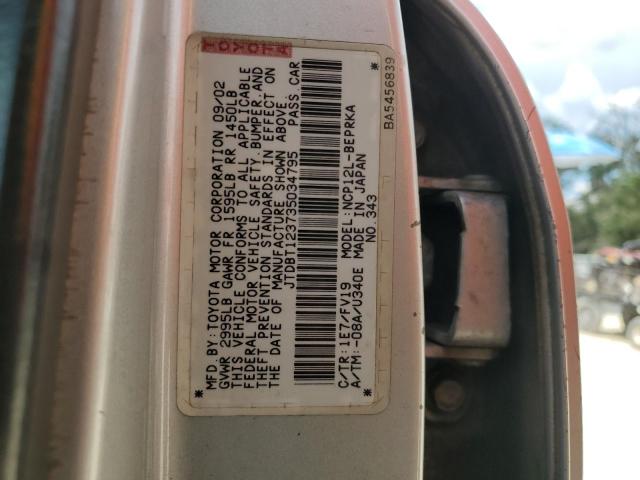 TOYOTA
MFD. BY: TOYOTA MOTOR CORPORATION 09/02
GVWR 2995LB GAWR FR 1595LB RR 1450LB
THIS VEHICLE CONFORMS TO ALL APPLICABLE
FEDERAL MOTOR VEHICLE SAFETY, BUMPER, AND
THEFT PREVENTION STANDARDS IN EFFECT ON
THE DATE OF MANUFACTURE SHOWN ABOVE.
JTDBT123735034795 PASS. CAR
C/TR: 1E7/FV19 MODEL: NCP12L-BEPRKA
A/TM: -08A/U340E MADE IN JAPAN
NO. 343
* *
BA5456839